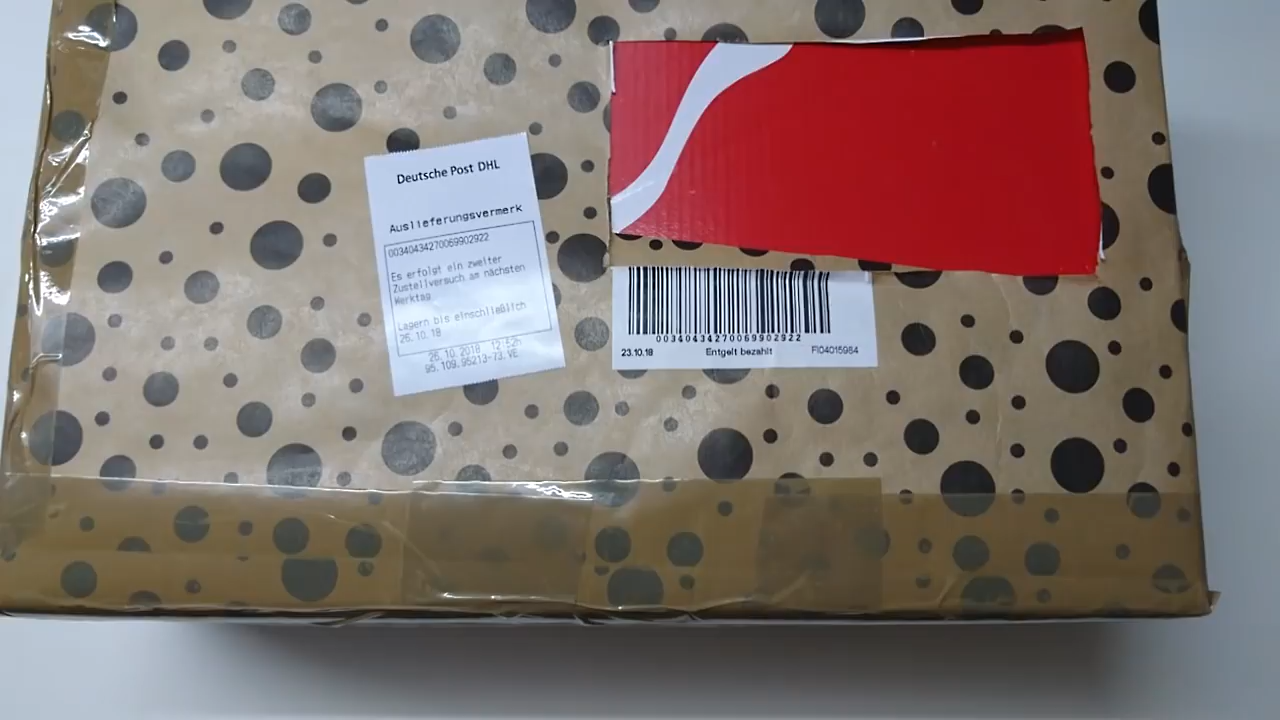 Deutsche Post DHL
Auslieferungsvermerk
00340434270069902922
Es erfolgt ein zweiter
Zustellversuch am nächsten
Werktag
Lagern bis einschließlich
26.10.18
26.10.2018 12:52h
95.109.95213-73.VE
00340434270069902922
23.10.18 Entgelt bezahlt FI04015984